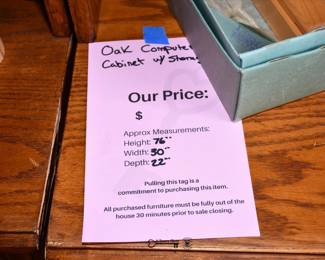 Oak Computer
Cabinet w/ Storage
Our Price:
$
Approx Measurements:
Height: 76"
Width: 50"
Depth: 22"
Pulling this tag is a
commitment to purchasing this item.
All purchased furniture must be fully out of the
house 30 minutes prior to sale closing.